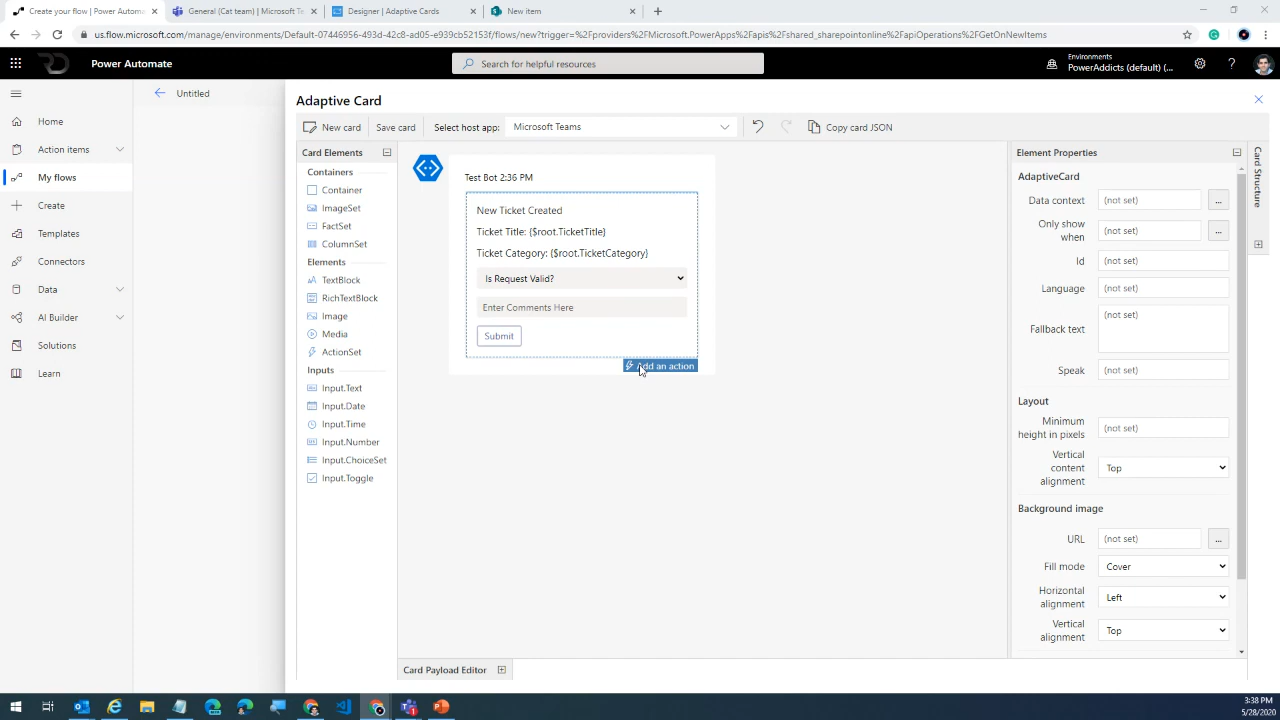 Create your flow | Power Automa
General (Cat team) | Microsoft Te
Designer | Adaptive Cards
New item
us.flow.microsoft.com/manage/environments/Default-07446956-493d-42c8-ad05-e939cb52153f/flows/new?trigger=%2Fproviders%2FMicrosoft.PowerApps%2Fapis%2Fshared_sharepointonline%2FapiOperations%2FGetOnNewItems
Power Automate
Search for helpful resources
Environments
PowerAddicts (default) (...
Untitled
Home
Action items
My flows
Create
Templates
Connectors
Data
AI Builder
Solutions
Learn
Adaptive Card
New card
Save card
Select host app:
Microsoft Teams
Copy card JSON
Card Elements
Containers
Container
ImageSet
FactSet
ColumnSet
Elements
TextBlock
RichTextBlock
Image
Media
ActionSet
Inputs
Input.Text
Input.Date
Input.Time
Input.Number
Input.ChoiceSet
Input.Toggle
Test Bot 2:36 PM
New Ticket Created
Ticket Title: {$root.TicketTitle}
Ticket Category: {$root.TicketCategory}
Is Request Valid?
Enter Comments Here
Submit
Add an action
Card Payload Editor
Element Properties
AdaptiveCard
Data context (not set) ...
Only show when (not set) ...
Id (not set)
Language (not set)
Fallback text (not set)
Speak (not set)
Layout
Minimum height in pixels (not set)
Vertical content alignment Top
Background image
URL (not set) ...
Fill mode Cover
Horizontal alignment Left
Vertical alignment Top
Card Structure
3:38 PM
5/28/2020